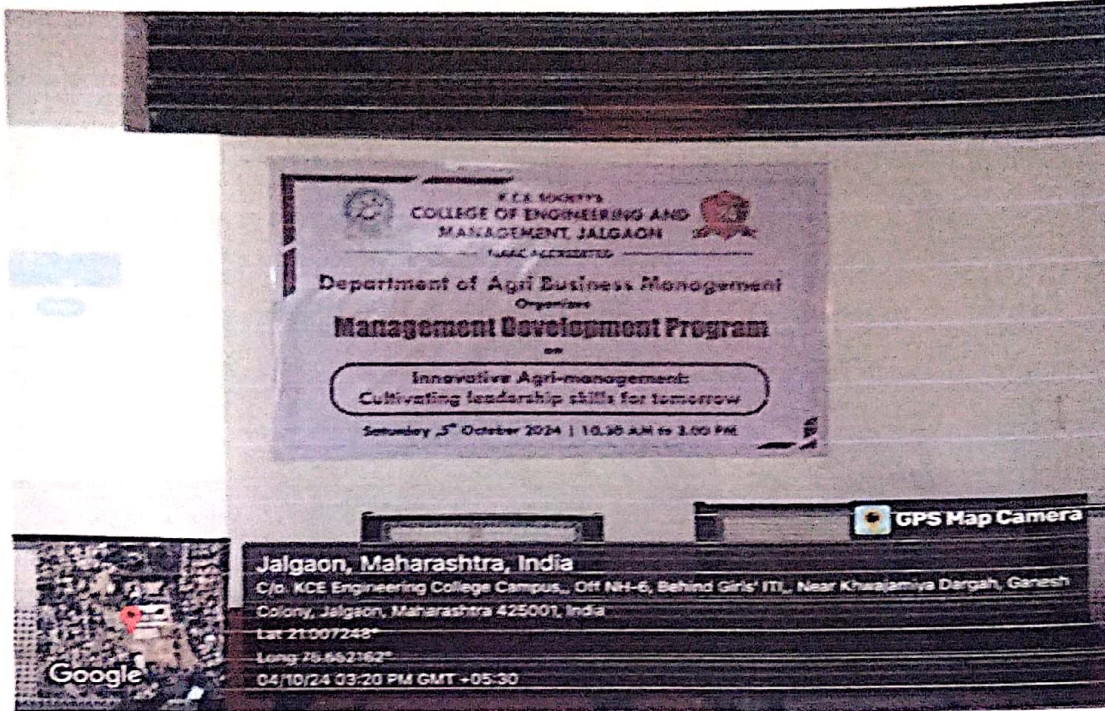 K.C.E. SOCIETY'S
COLLEGE OF ENGINEERING AND
MANAGEMENT, JALGAON
NAAC ACCREDITED
Department of Agri Business Management
Organizes
Management Development Program
on
Innovative Agri-management:
Cultivating leadership skills for tomorrow
Saturday ,5th October 2024 | 10.30 AM to 3.00 PM
GPS Map Camera
Jalgaon, Maharashtra, India
C/o. KCE Engineering College Campus,, Off NH-6, Behind Girls' ITI,, Near Khwajamiya Dargah, Ganesh
Colony, Jalgaon, Maharashtra 425001, India
Lat 21.007248°
Long 75.552162°
04/10/24 03:20 PM GMT +05:30
Google